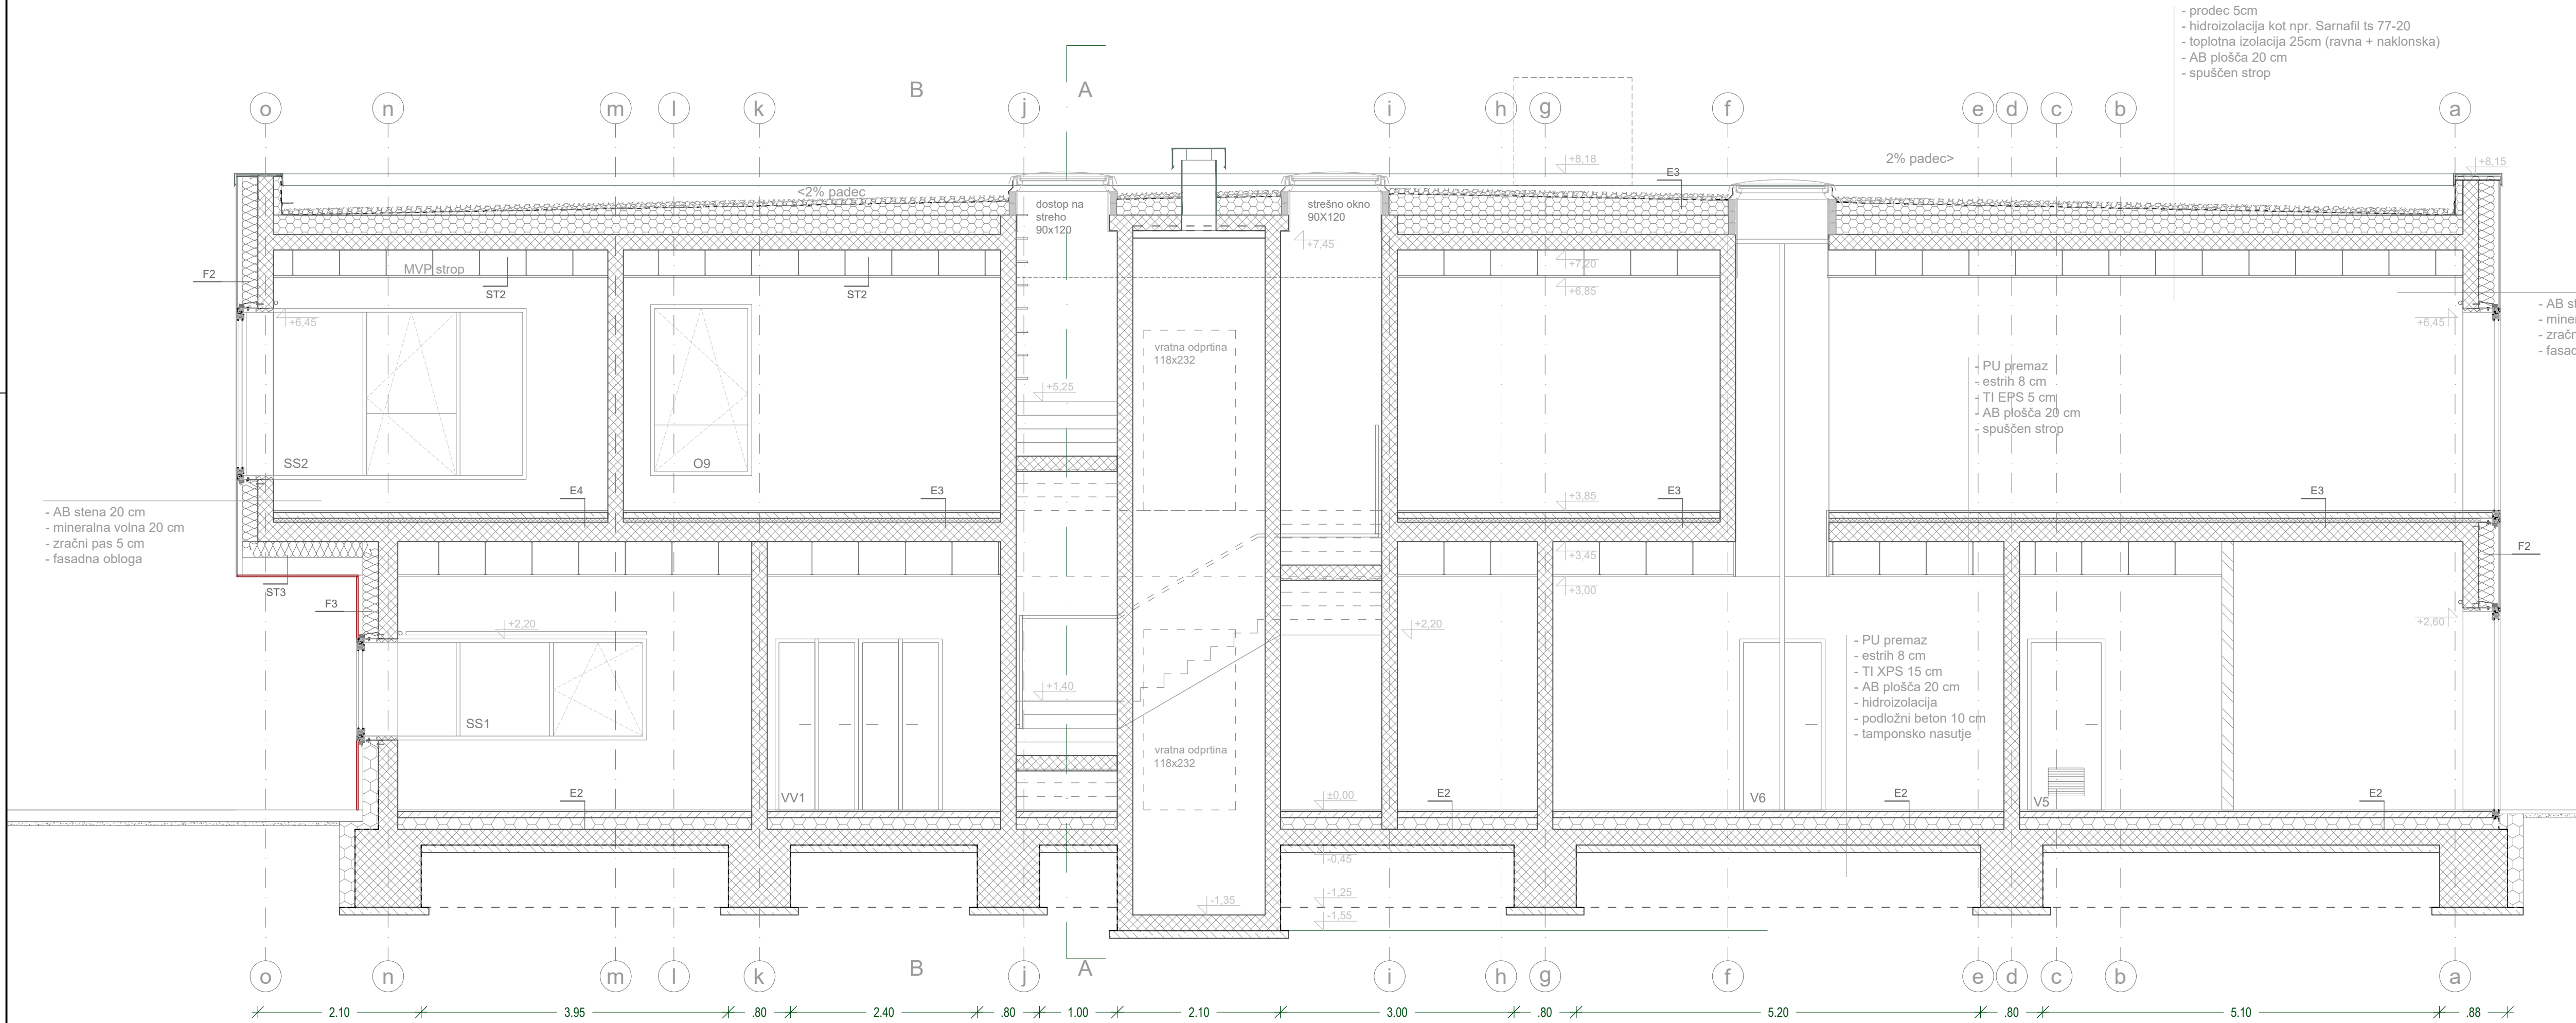 - prodec 5cm
- hidroizolacija kot npr. Sarnafil ts 77-20
- toplotna izolacija 25cm (ravna + naklonska)
- AB plošča 20 cm
- spuščen strop
B A
o n m l k j i h g f e d c b a
+8,18
2% padec>
+8,15
E3
<2% padec
dostop na
streho
90x120
strešno okno
90X120
+7,45
MVP strop
+7,20
F2
ST2
ST2
+6,85
- AB
+6,45
+6,45
vratna odprtina
118x232
- PU premaz
- estrih 8 cm
- TI EPS 5 cm
- AB plošča 20 cm
- spuščen strop
+5,25
SS2
O9
E4
E3
+3,85
E3
E3
- AB stena 20 cm
- mineralna volna 20 cm
- zračni pas 5 cm
- fasadna obloga
F2
+3,45
ST3
+3,00
F3
+2,20
+2,20
+2,60
- PU premaz
- estrih 8 cm
- TI XPS 15 cm
- AB plošča 20 cm
- hidroizolacija
- podložni beton 10 cm
- tamponsko nasutje
+1,40
SS1
vratna odprtina
118x232
E2
VV1
±0,00
E2
V6
E2
V5
E2
-0,45
-1,25
-1,35
-1,55
o n m l k j i h g f e d c b a
B A
2.10 3.95 .80 2.40 .80 1.00 2.10 3.00 .80 5.20 .80 5.10 .88